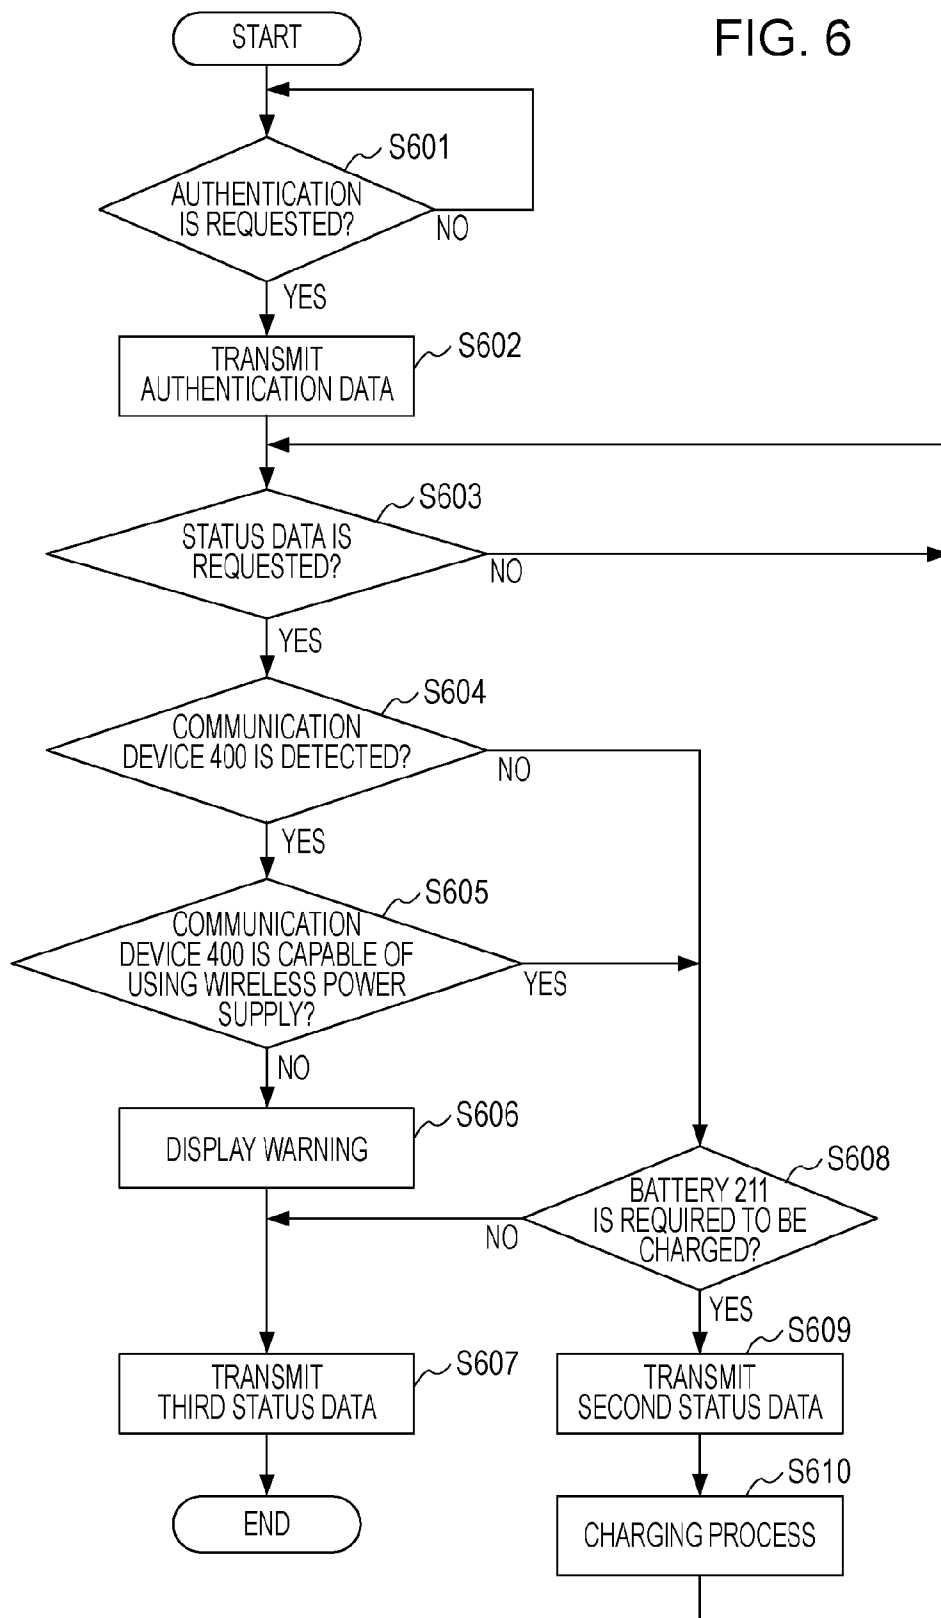 START
FIG. 6
S601
AUTHENTICATION
IS REQUESTED?
NO
YES
S602
TRANSMIT
AUTHENTICATION DATA
S603
STATUS DATA IS
REQUESTED?
NO
YES
S604
COMMUNICATION
DEVICE 400 IS DETECTED?
NO
YES
S605
COMMUNICATION
DEVICE 400 IS CAPABLE OF
USING WIRELESS POWER
SUPPLY?
YES
NO
S606
DISPLAY WARNING
S608
BATTERY 211
IS REQUIRED TO BE
CHARGED?
NO
YES
S607
TRANSMIT
THIRD STATUS DATA
S609
TRANSMIT
SECOND STATUS DATA
S610
END
CHARGING PROCESS